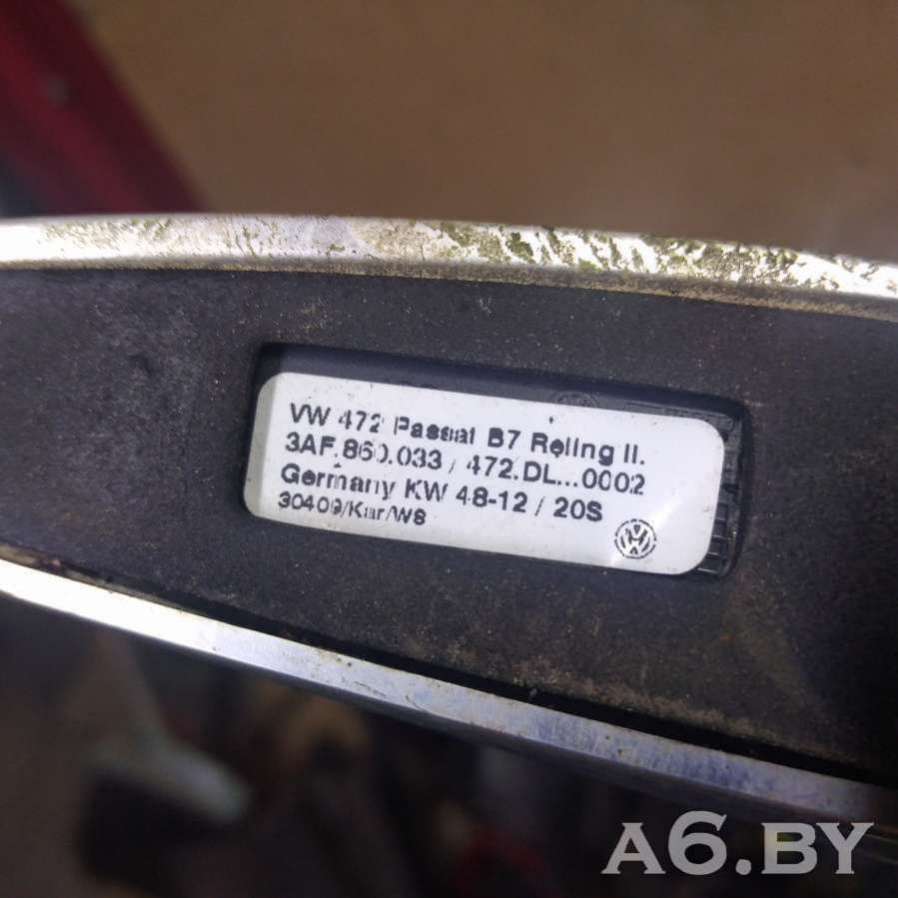 VW 472 Passat B7 Reling li.
3AF.860.033 / 472.DL...0002
Germany KW 48-12 / 20S
30409/Kar/W8
A6.BY